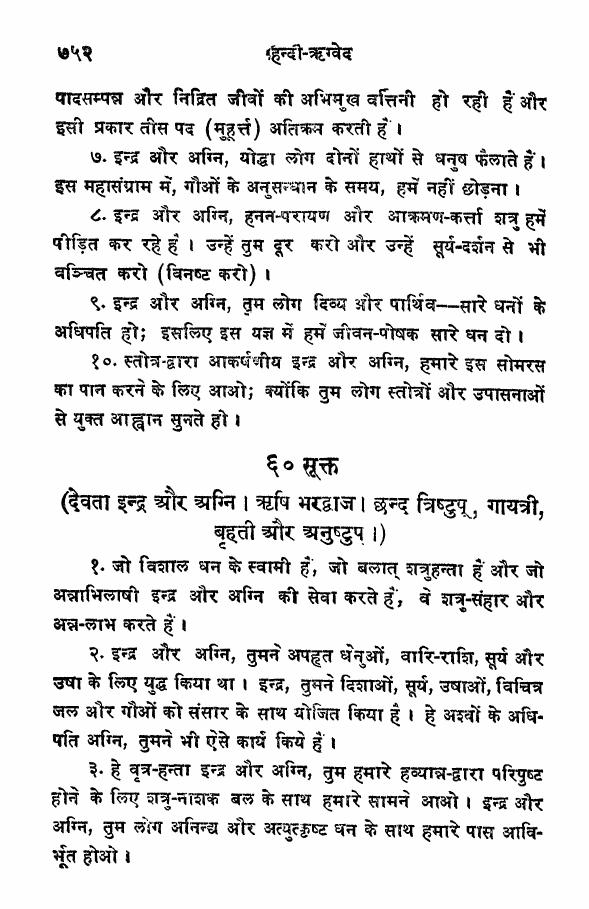 ७५२ हिन्दी-ऋग्वेद
पादसम्पन्न और निद्रित जीवों की अभिमुख वर्त्तिनी हो रही हैं और
इसी प्रकार तीस पद (मुहूर्त्त) अतिक्रम करती हैं ।
७. इन्द्र और अग्नि, योद्धा लोग दोनों हाथों से धनुष फैलाते हैं ।
इस महासंग्राम में, गौओं के अनुसन्धान के समय, हमें नहीं छोड़ना ।
८. इन्द्र और अग्नि, हनन-परायण और आक्रमण-कर्त्ता शत्रु हमें
पीड़ित कर रहे हैं । उन्हें तुम दूर करो और उन्हें सूर्य-दर्शन से भी
वञ्चित करो (विनष्ट करो) ।
९. इन्द्र और अग्नि, तुम लोग दिव्य और पार्थिव—सारे धनों के
अधिपति हो; इसलिए इस यज्ञ में हमें जीवन-पोषक सारे धन दो ।
१०. स्तोत्र-द्वारा आकर्षणीय इन्द्र और अग्नि, हमारे इस सोमरस
का पान करने के लिए आओ; क्योंकि तुम लोग स्तोत्रों और उपासनाओं
से युक्त आह्वान सुनते हो ।
६० सूक्त
(देवता इन्द्र और अग्नि । ऋषि भरद्वाज । छन्द त्रिष्टुप्, गायत्री,
बृहती और अनुष्टुप ।)
१. जो विशाल धन के स्वामी हैं, जो बलात् शत्रुहन्ता हैं और जो
अन्नाभिलाषी इन्द्र और अग्नि की सेवा करते हैं, वे शत्रु-संहार और
अन्न-लाभ करते हैं ।
२. इन्द्र और अग्नि, तुमने अपहृत धेनुओं, वारि-राशि, सूर्य और
उषा के लिए युद्ध किया था । इन्द्र, तुमने दिशाओं, सूर्य, उषाओं, विचित्र
जल और गौओं को संसार के साथ योजित किया है । हे अश्वों के अधि-
पति अग्नि, तुमने भी ऐसे कार्य किये हैं ।
३. हे वृत्र-हन्ता इन्द्र और अग्नि, तुम हमारे हव्यान्न-द्वारा परिपुष्ट
होने के लिए शत्रु-नाशक बल के साथ हमारे सामने आओ । इन्द्र और
अग्नि, तुम लोग अनिन्द्य और अत्युत्कृष्ट धन के साथ हमारे पास आवि-
र्भूत होओ ।